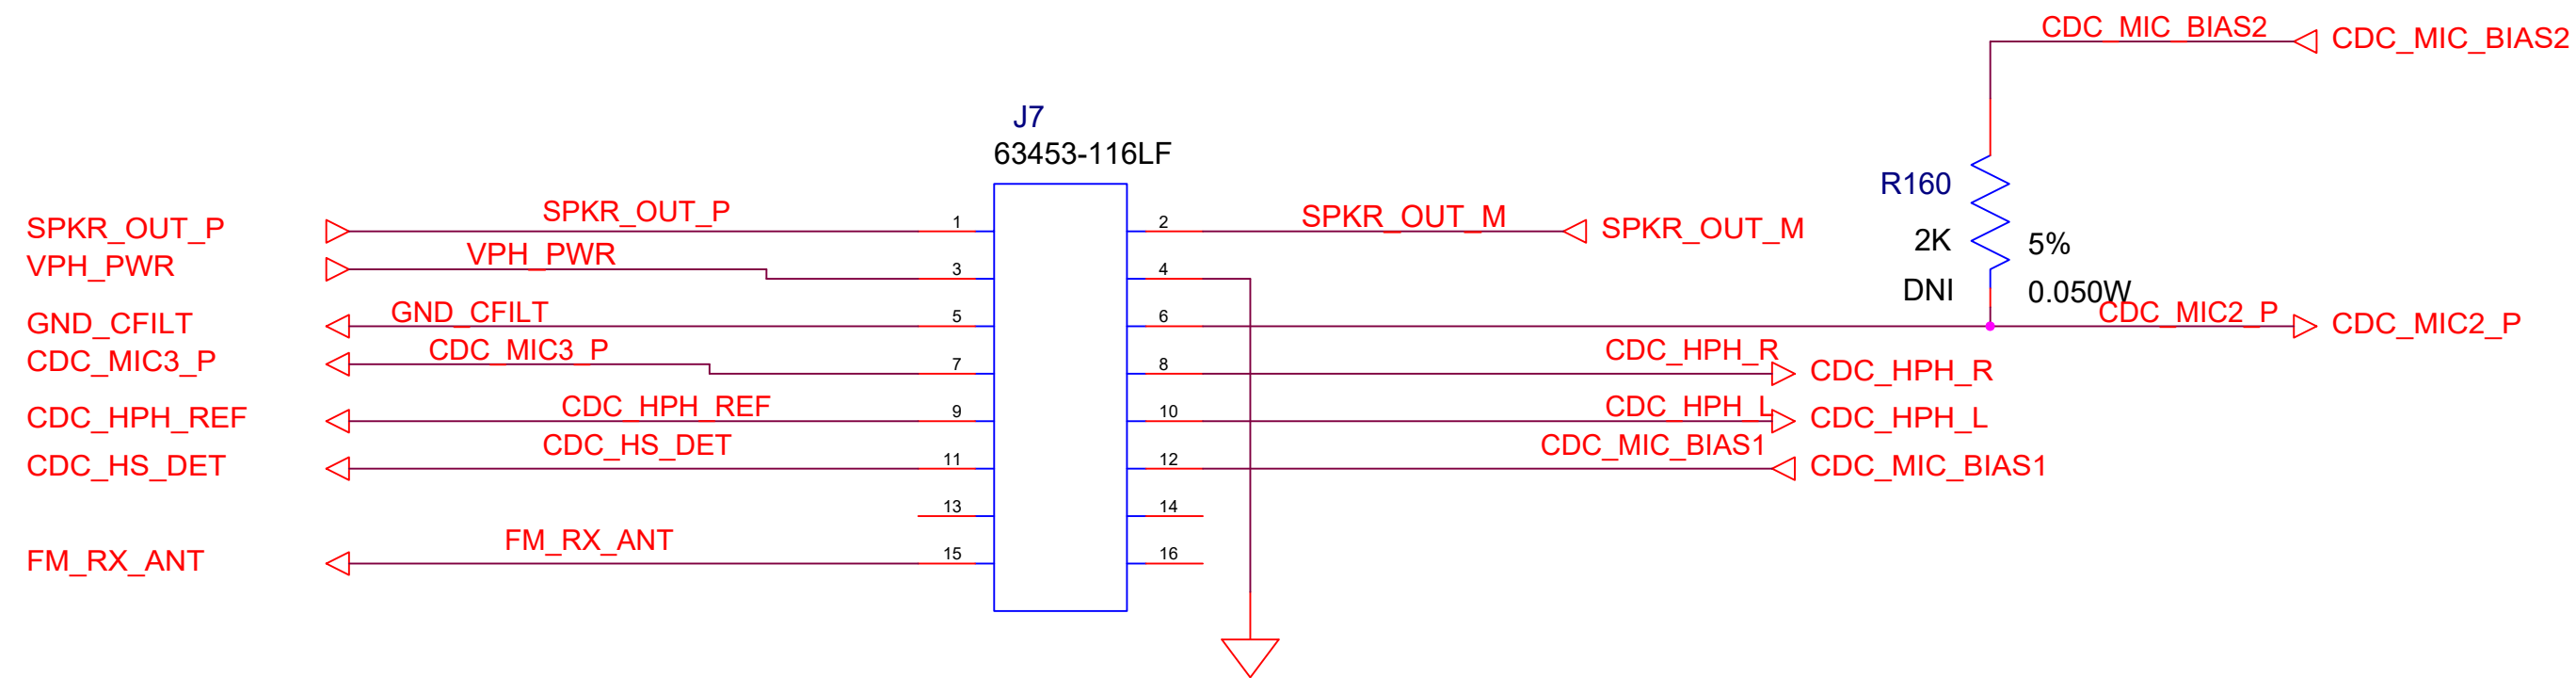 CDC_MIC_BIAS2 CDC_MIC_BIAS2
J7
63453-116LF
R160
2K 5%
DNI 0.050W
SPKR_OUT_P SPKR_OUT_P 1 2 SPKR_OUT_M SPKR_OUT_M
VPH_PWR VPH_PWR 3 4
GND_CFILT GND_CFILT 5 6 CDC_MIC2_P CDC_MIC2_P
CDC_MIC3_P CDC_MIC3_P 7 8 CDC_HPH_R CDC_HPH_R
CDC_HPH_REF CDC_HPH_REF 9 10 CDC_HPH_L CDC_HPH_L
CDC_HS_DET CDC_HS_DET 11 12 CDC_MIC_BIAS1 CDC_MIC_BIAS1
13 14
FM_RX_ANT FM_RX_ANT 15 16